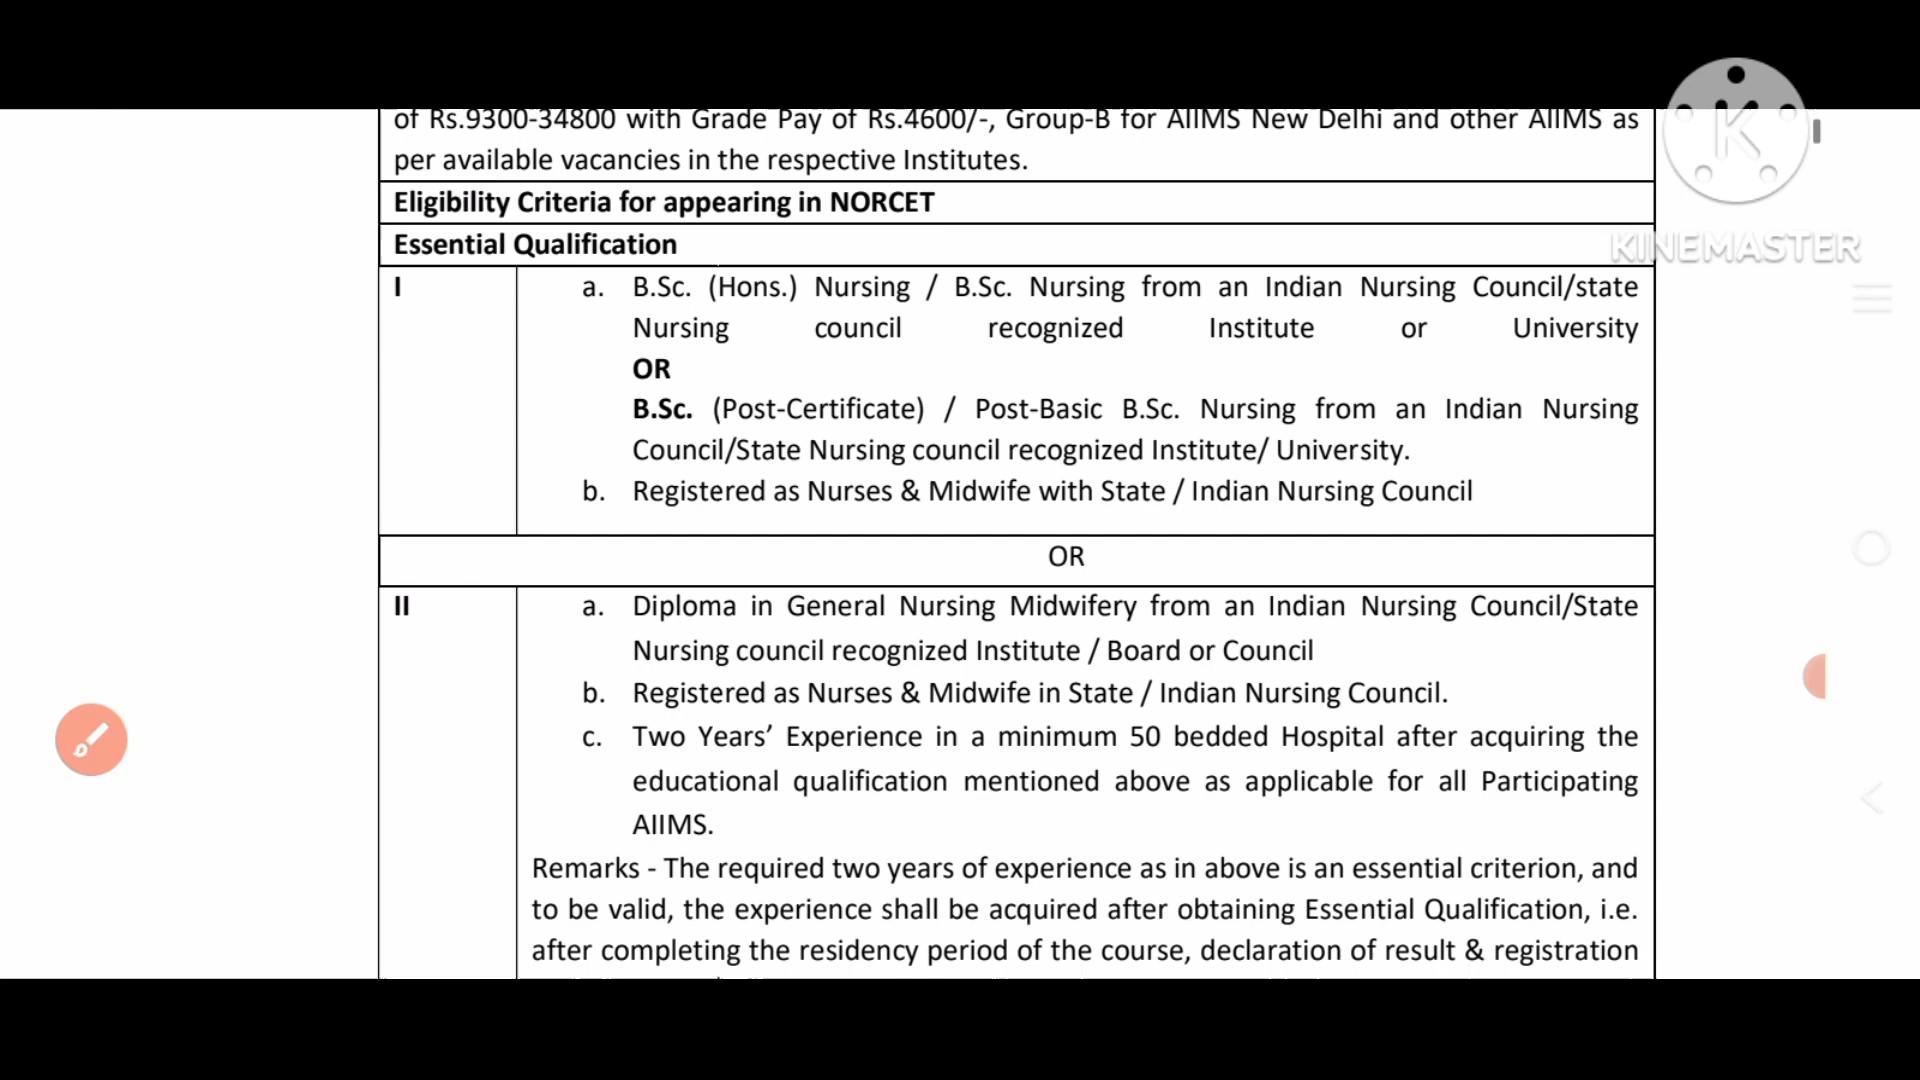 of Rs.9300-34800 with Grade Pay of Rs.4600/-, Group-B for AIIMS New Delhi and other AIIMS as
per available vacancies in the respective Institutes.
K
KINEMASTER
Eligibility Criteria for appearing in NORCET
Essential Qualification
I
a. B.Sc. (Hons.) Nursing / B.Sc. Nursing from an Indian Nursing Council/state
Nursing council recognized Institute or University
OR
B.Sc. (Post-Certificate) / Post-Basic B.Sc. Nursing from an Indian Nursing
Council/State Nursing council recognized Institute/ University.
b. Registered as Nurses & Midwife with State / Indian Nursing Council
OR
II
a. Diploma in General Nursing Midwifery from an Indian Nursing Council/State
Nursing council recognized Institute / Board or Council
b. Registered as Nurses & Midwife in State / Indian Nursing Council.
c. Two Years’ Experience in a minimum 50 bedded Hospital after acquiring the
educational qualification mentioned above as applicable for all Participating
AIIMS.
Remarks - The required two years of experience as in above is an essential criterion, and
to be valid, the experience shall be acquired after obtaining Essential Qualification, i.e.
after completing the residency period of the course, declaration of result & registration